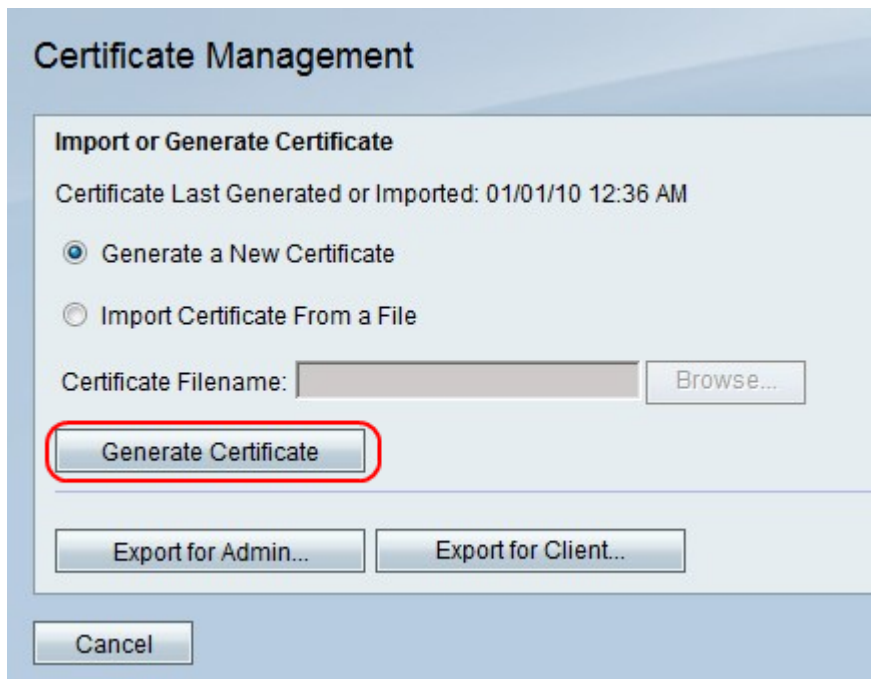 Certificate Management
Import or Generate Certificate
Certificate Last Generated or Imported: 01/01/10 12:36 AM
Generate a New Certificate
Import Certificate From a File
Certificate Filename: Browse...
Generate Certificate
Export for Admin... Export for Client...
Cancel